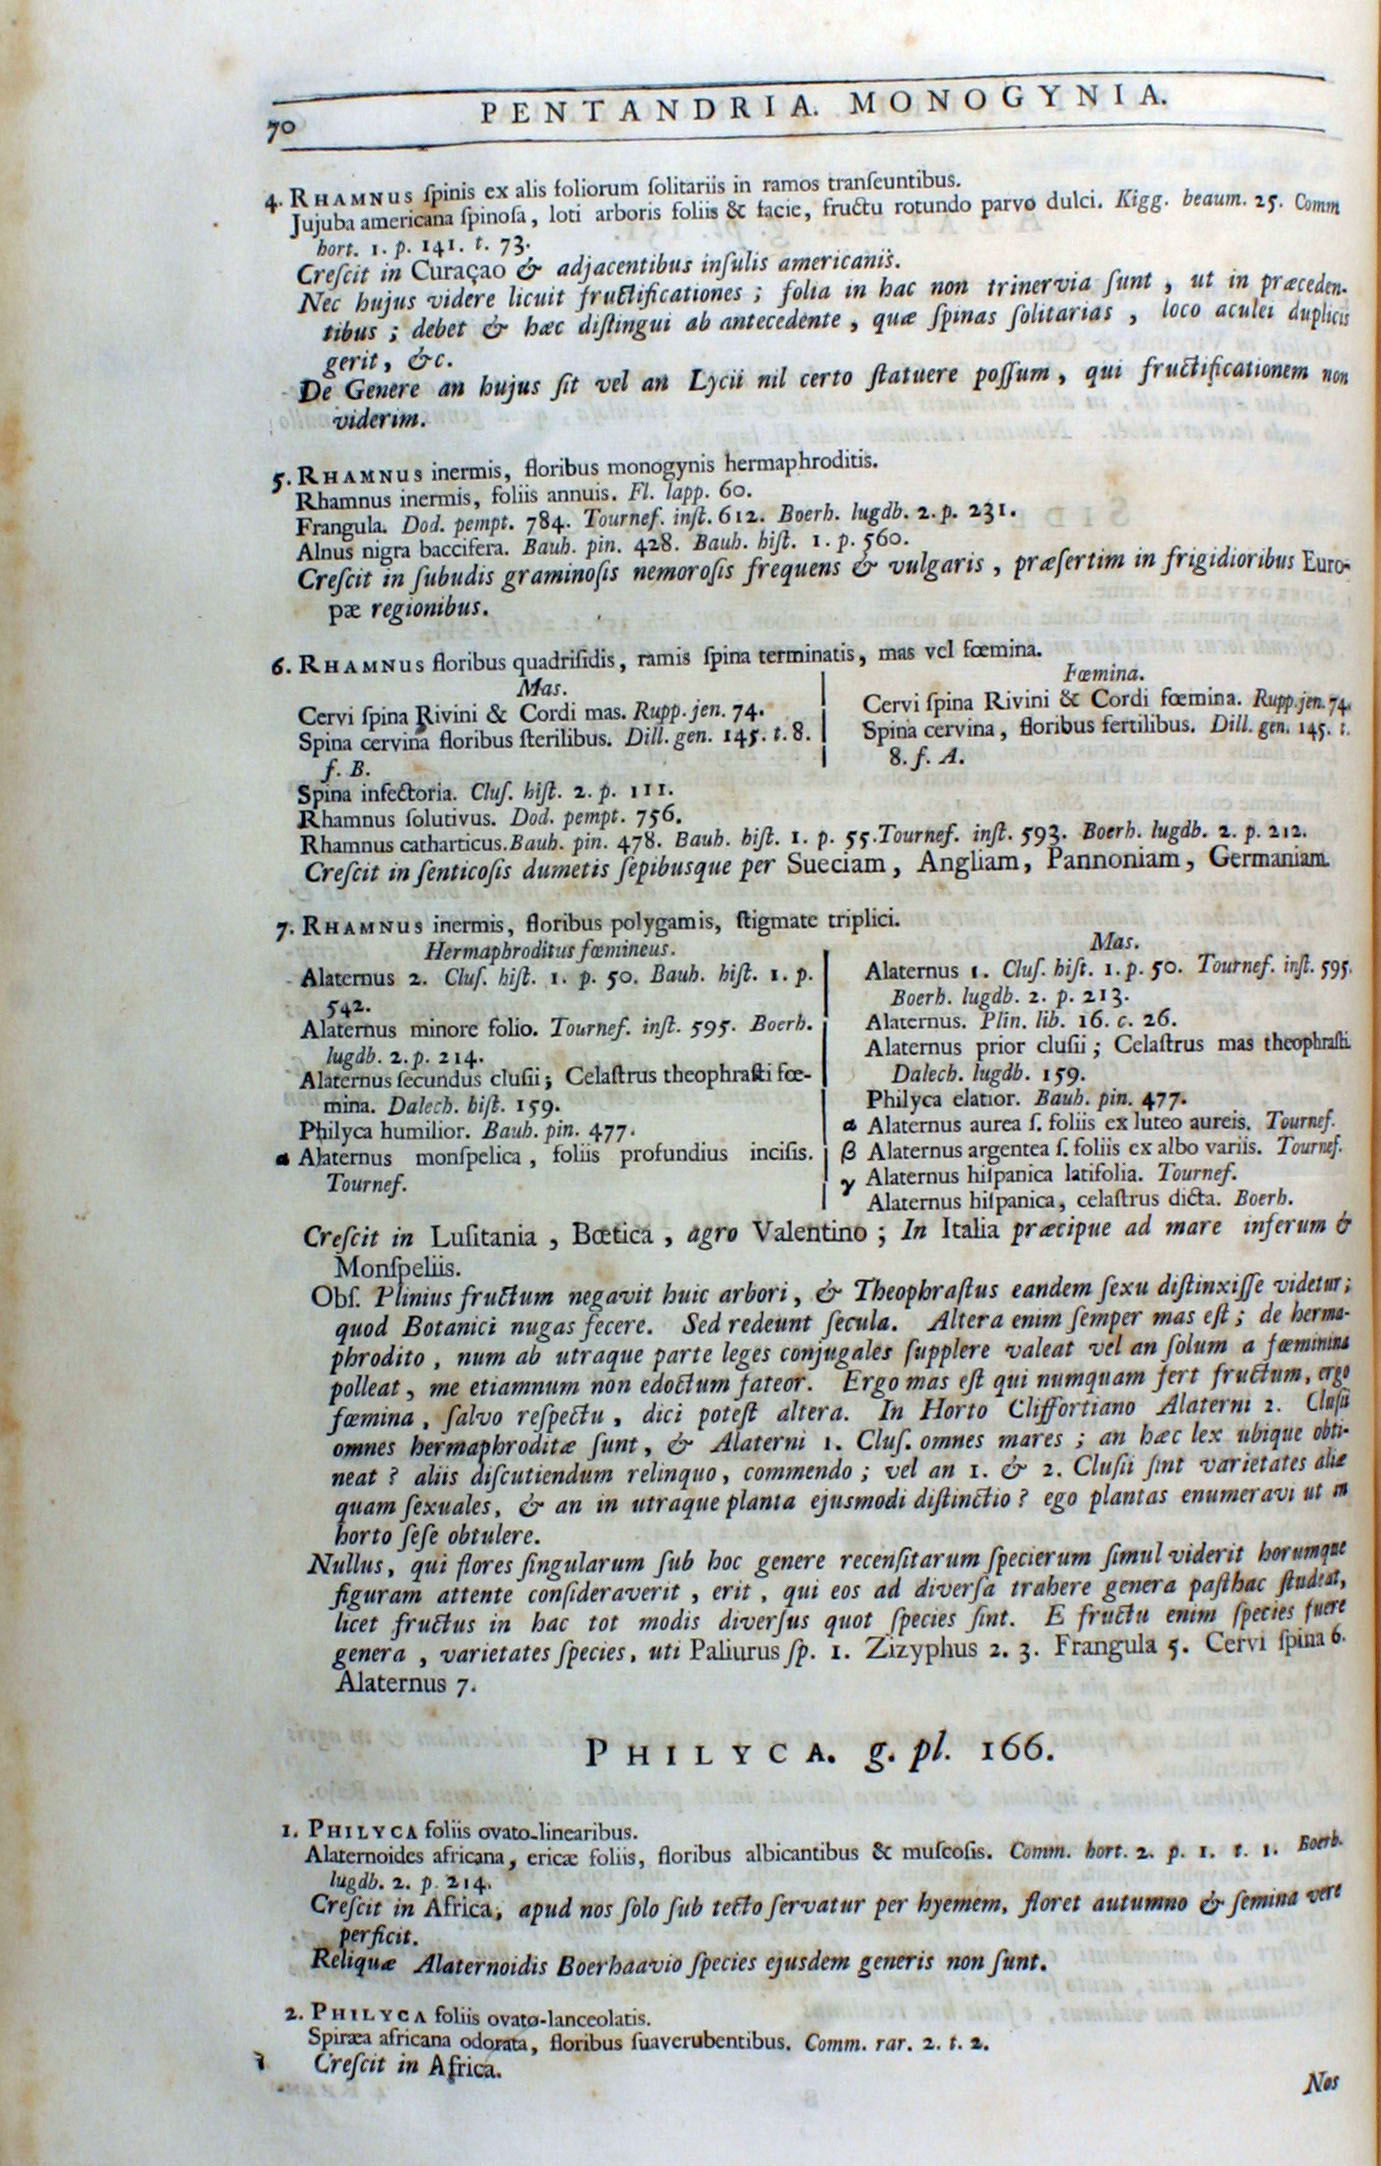 PENTANDRIA. MONOGYNIA.
70
4. RHAMNUS ſpinis ex alis foliorum ſolitariis in ramos tranſeuntibus.
Jujuba americana ſpinoſa, loti arboris foliis & facie, fructu rotundo parvo dulci. Kigg. beaum. 25. Comm
hort. 1. p. 141. t. 73.
Creſcit in Curaçao & adjacentibus inſulis americanis.
Nec hujus videre licuit fructificationes ; folia in hac non trinervia ſunt , ut in præceden-
tibus ; debet & hæc diſtingui ab antecedente , quæ ſpinas ſolitarias , loco aculei duplicis
gerit, &c.
De Genere an hujus ſit vel an Lycii nil certo ſtatuere poſſum , qui fructificationem non
viderim.
5. RHAMNUS inermis, floribus monogynis hermaphroditis.
Rhamnus inermis, foliis annuis. Fl. lapp. 60.
Frangula. Dod. pempt. 784. Tournef. inſt. 612. Boerh. lugdb. 2. p. 231.
Alnus nigra baccifera. Bauh. pin. 428. Bauh. hiſt. 1. p. 560.
Creſcit in ſubudis graminoſis nemoroſis frequens & vulgaris , præſertim in frigidioribus Euro-
pæ regionibus.
6. RHAMNUS floribus quadrifidis, ramis ſpina terminatis, mas vel fœmina.
Mas.
Cervi ſpina Rivini & Cordi mas. Rupp. jen. 74.
Spina cervina floribus ſterilibus. Dill. gen. 145. t. 8.
f. B.
Fœmina.
Cervi ſpina Rivini & Cordi fœmina. Rupp. jen. 74.
Spina cervina, floribus fertilibus. Dill. gen. 145. t.
8. f. A.
Spina infectoria. Cluſ. hiſt. 2. p. 111.
Rhamnus ſolutivus. Dod. pempt. 756.
Rhamnus catharticus. Bauh. pin. 478. Bauh. hiſt. 1. p. 55. Tournef. inſt. 593. Boerh. lugdb. 2. p. 212.
Creſcit in ſenticoſis dumetis ſepibusque per Sueciam, Angliam, Pannoniam, Germaniam.
7. RHAMNUS inermis, floribus polygamis, ſtigmate triplici.
Hermaphroditus fœmineus.
Alaternus 2. Cluſ. hiſt. 1. p. 50. Bauh. hiſt. 1. p.
542.
Alaternus minore folio. Tournef. inſt. 595. Boerh.
lugdb. 2. p. 214.
Alaternus ſecundus cluſii; Celaſtrus theophraſti fœ-
mina. Dalech. hiſt. 159.
Philyca humilior. Bauh. pin. 477.
α Alaternus monſpelica, foliis profundius inciſis.
Tournef.
Mas.
Alaternus 1. Cluſ. hiſt. 1. p. 50. Tournef. inſt. 595.
Boerh. lugdb. 2. p. 213.
Alaternus. Plin. lib. 16. c. 26.
Alaternus prior cluſii ; Celaſtrus mas theophraſti.
Dalech. lugdb. 159.
Philyca elatior. Bauh. pin. 477.
α Alaternus aurea ſ. foliis ex luteo aureis. Tournef.
β Alaternus argentea ſ. foliis ex albo variis. Tournef.
γ Alaternus hiſpanica latifolia. Tournef.
Alaternus hiſpanica, celaſtrus dicta. Boerh.
Creſcit in Luſitania , Bœtica , agro Valentino ; In Italia præcipue ad mare inferum &
Monſpeliis.
Obſ. Plinius fructum negavit huic arbori, & Theophraſtus eandem ſexu diſtinxiſſe videtur;
quod Botanici nugas fecere. Sed redeunt ſecula. Altera enim ſemper mas eſt ; de herma-
phrodito , num ab utraque parte leges conjugales ſupplere valeat vel an ſolum a fœminina
polleat, me etiamnum non edoctum fateor. Ergo mas eſt qui numquam fert fructum, ergo
fœmina , ſalvo reſpectu , dici poteſt altera. In Horto Cliffortiano Alaterni 2. Cluſii
omnes hermaphroditæ ſunt, & Alaterni 1. Cluſ. omnes mares ; an hæc lex ubique obti-
neat ? aliis diſcutiendum relinquo, commendo ; vel an 1. & 2. Cluſii ſint varietates aliæ
quam ſexuales, & an in utraque planta ejusmodi diſtinctio ? ego plantas enumeravi ut in
horto ſeſe obtulere.
Nullus, qui flores ſingularum ſub hoc genere recenſitarum ſpecierum ſimul viderit horumque
figuram attente conſideraverit , erit , qui eos ad diverſa trahere genera paſthac ſtudeat,
licet fructus in hac tot modis diverſus quot ſpecies ſint. E fructu enim ſpecies fuere
genera , varietates ſpecies, uti Paliurus ſp. 1. Zizyphus 2. 3. Frangula 5. Cervi ſpina 6.
Alaternus 7.
PHILYCA. g. pl. 166.
1. PHILYCA foliis ovato-linearibus.
Alaternoides africana, ericæ foliis, floribus albicantibus & muſcoſis. Comm. hort. 2. p. 1. t. 1. Boerh.
lugdb. 2. p. 214.
Creſcit in Africa, apud nos ſolo ſub tecto ſervatur per hyemem, floret autumno & ſemina vere
perficit.
Reliquæ Alaternoidis Boerhaavio ſpecies ejusdem generis non ſunt.
2. PHILYCA foliis ovato-lanceolatis.
Spiræa africana odorata, floribus ſuaverubentibus. Comm. rar. 2. t. 2.
Creſcit in Africa.
Nos